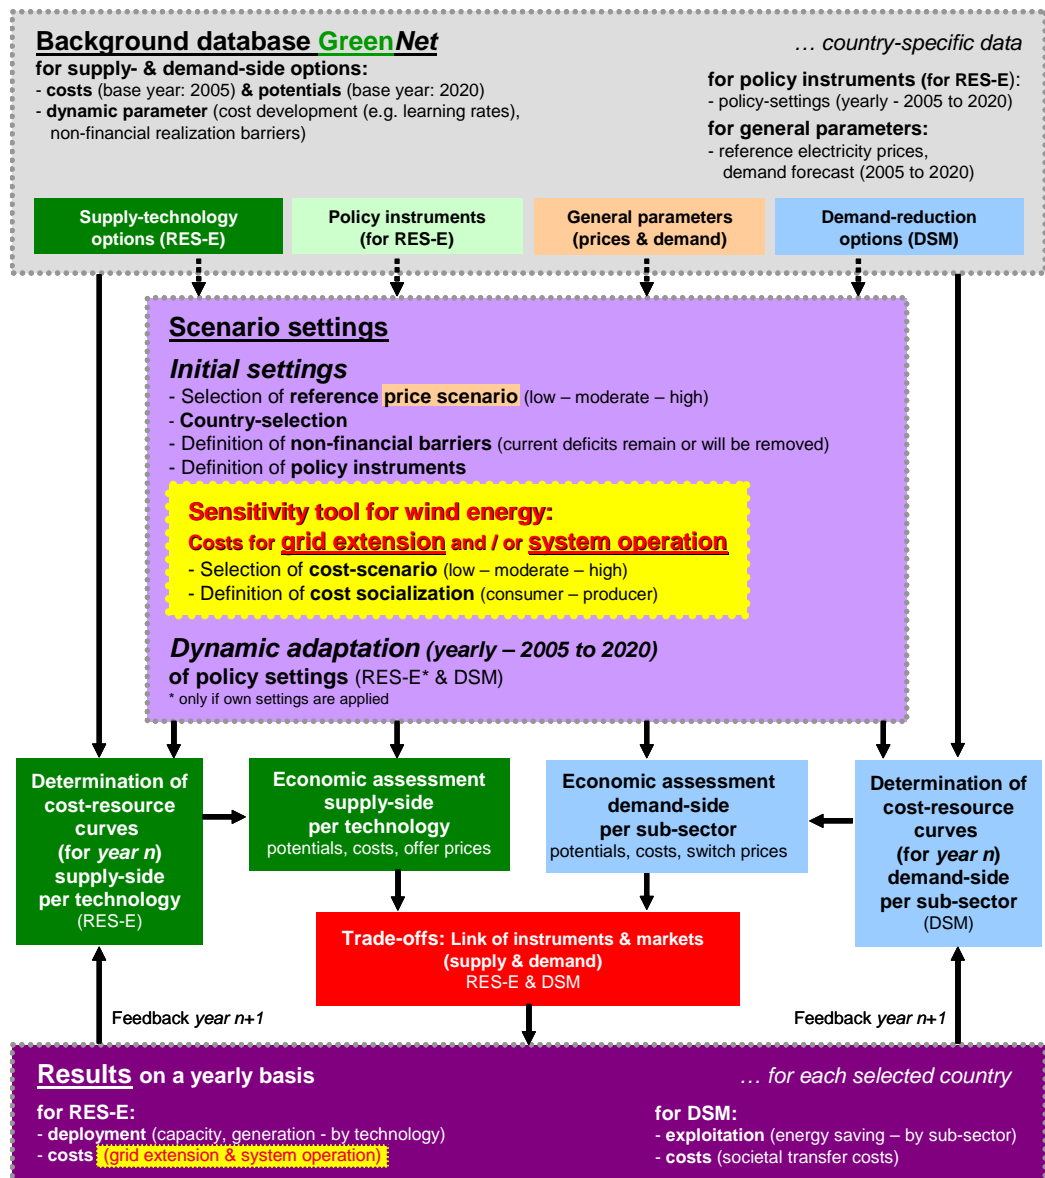 Background database GreenNet
… country-specific data
for supply- & demand-side options:
- costs (base year: 2005) & potentials (base year: 2020)
- dynamic parameter (cost development (e.g. learning rates),
non-financial realization barriers)
for policy instruments (for RES-E):
- policy-settings (yearly - 2005 to 2020)
for general parameters:
- reference electricity prices,
demand forecast (2005 to 2020)
Supply-technology
options (RES-E)
Policy instruments
(for RES-E)
General parameters
(prices & demand)
Demand-reduction
options (DSM)
Scenario settings
Initial settings
- Selection of reference price scenario (low – moderate – high)
- Country-selection
- Definition of non-financial barriers (current deficits remain or will be removed)
- Definition of policy instruments
Sensitivity tool for wind energy:
Costs for grid extension and / or system operation
- Selection of cost-scenario (low – moderate – high)
- Definition of cost socialization (consumer – producer)
Dynamic adaptation (yearly – 2005 to 2020)
of policy settings (RES-E* & DSM)
* only if own settings are applied
Determination of
cost-resource
curves
(for year n)
supply-side
per technology
(RES-E)
Economic assessment
supply-side
per technology
potentials, costs, offer prices
Economic assessment
demand-side
per sub-sector
potentials, costs, switch prices
Determination of
cost-resource
curves
(for year n)
demand-side
per sub-sector
(DSM)
Trade-offs: Link of instruments & markets
(supply & demand)
RES-E & DSM
Feedback year n+1
Feedback year n+1
Results on a yearly basis
… for each selected country
for RES-E:
- deployment (capacity, generation - by technology)
- costs (grid extension & system operation)
for DSM:
- exploitation (energy saving – by sub-sector)
- costs (societal transfer costs)